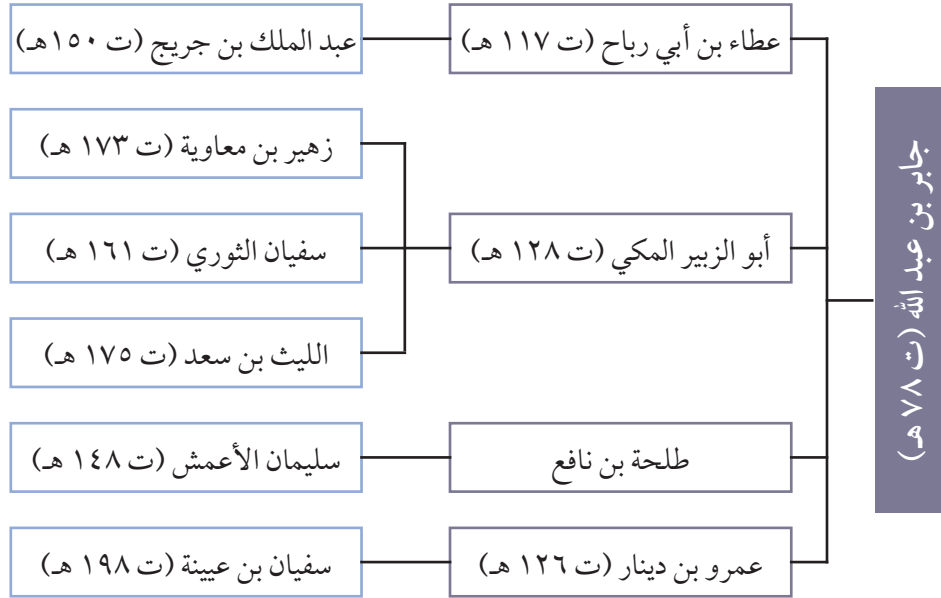 جابر بن عبد الله (ت ٧٨ هـ)
عطاء بن أبي رباح (ت ١١٧ هـ)
عبد الملك بن جريج (ت ١٥٠هـ)
زهير بن معاوية (ت ١٧٣ هـ)
أبو الزبير المكي (ت ١٢٨ هـ)
سفيان الثوري (ت ١٦١ هـ)
الليث بن سعد (ت ١٧٥ هـ)
طلحة بن نافع
سليمان الأعمش (ت ١٤٨ هـ)
عمرو بن دينار (ت ١٢٦ هـ)
سفيان بن عيينة (ت ١٩٨ هـ)